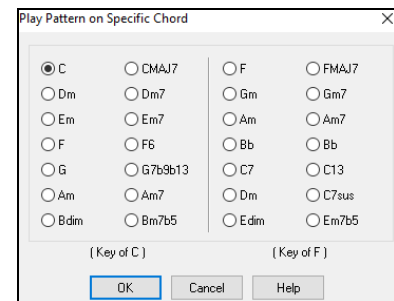 Play Pattern on Specific Chord
C CMAJ7 F FMAJ7
Dm Dm7 Gm Gm7
Em Em7 Am Am7
F F6 Bb Bb
G G7b9b13 C7 C13
Am Am7 Dm C7sus
Bdim Bm7b5 Edim Em7b5
( Key of C ) ( Key of F )
OK Cancel Help